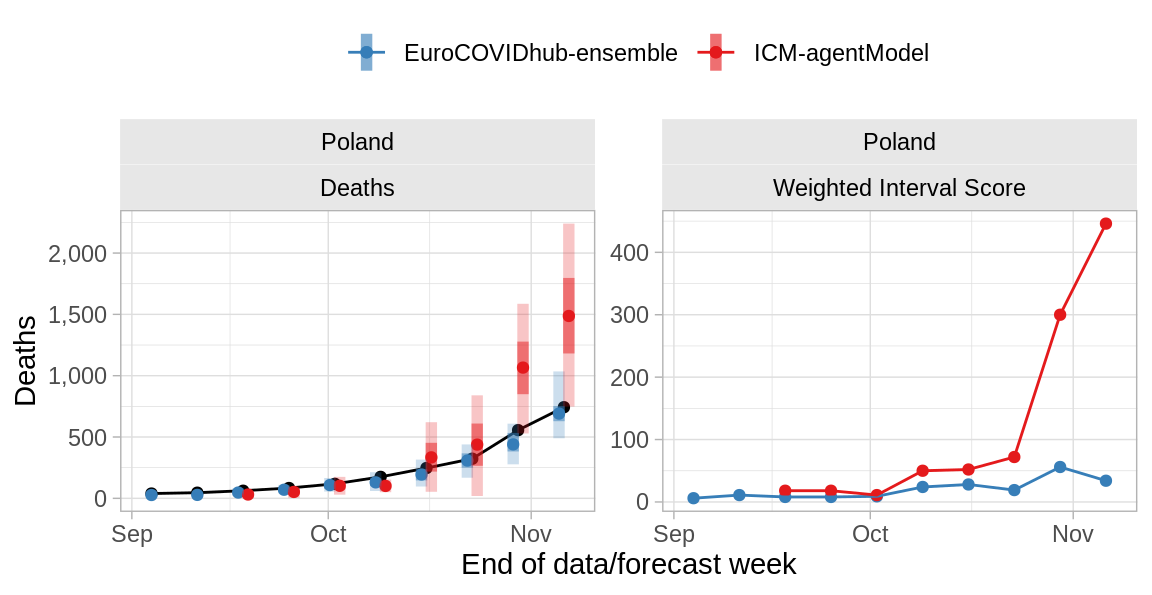 EuroCOVIDhub-ensemble ICM-agentModel
Poland
Deaths
Poland
Weighted Interval Score
Deaths
2,000
1,500
1,000
500
0
Sep Oct Nov
400
300
200
100
0
Sep Oct Nov
End of data/forecast week